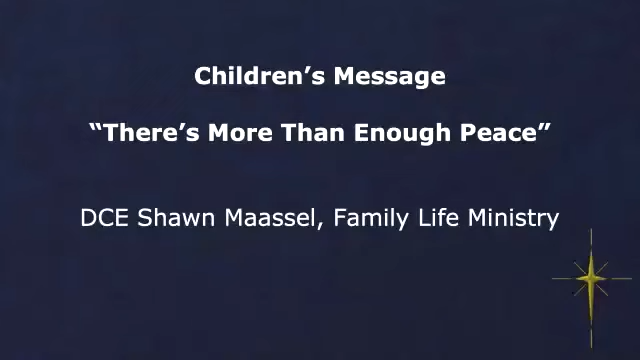 Children’s Message
“There’s More Than Enough Peace”
DCE Shawn Maassel, Family Life Ministry